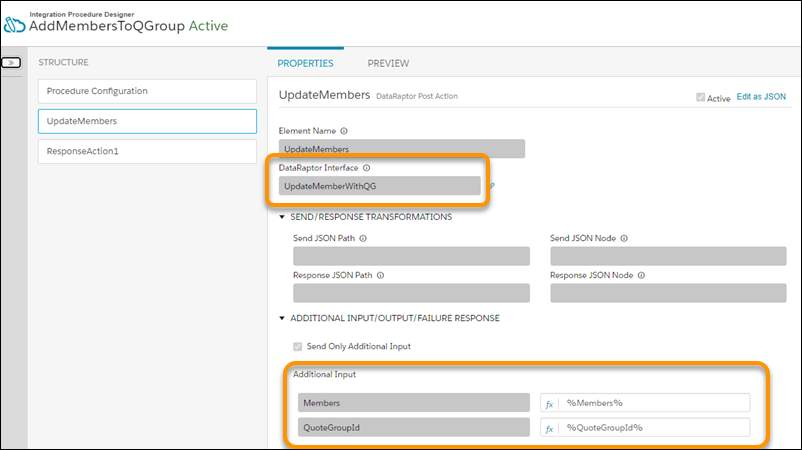 Integration Procedure Designer
AddMembersToQGroup Active
STRUCTURE
Procedure Configuration
UpdateMembers
ResponseAction1
PROPERTIES PREVIEW
UpdateMembers DataRaptor Post Action
Active Edit as JSON
Element Name
UpdateMembers
DataRaptor Interface
UpdateMemberWithQG
SEND/RESPONSE TRANSFORMATIONS
Send JSON Path Send JSON Node
Response JSON Path Response JSON Node
ADDITIONAL INPUT/OUTPUT/FAILURE RESPONSE
Send Only Additional Input
Additional Input
Members fx %Members%
QuoteGroupId fx %QuoteGroupId%